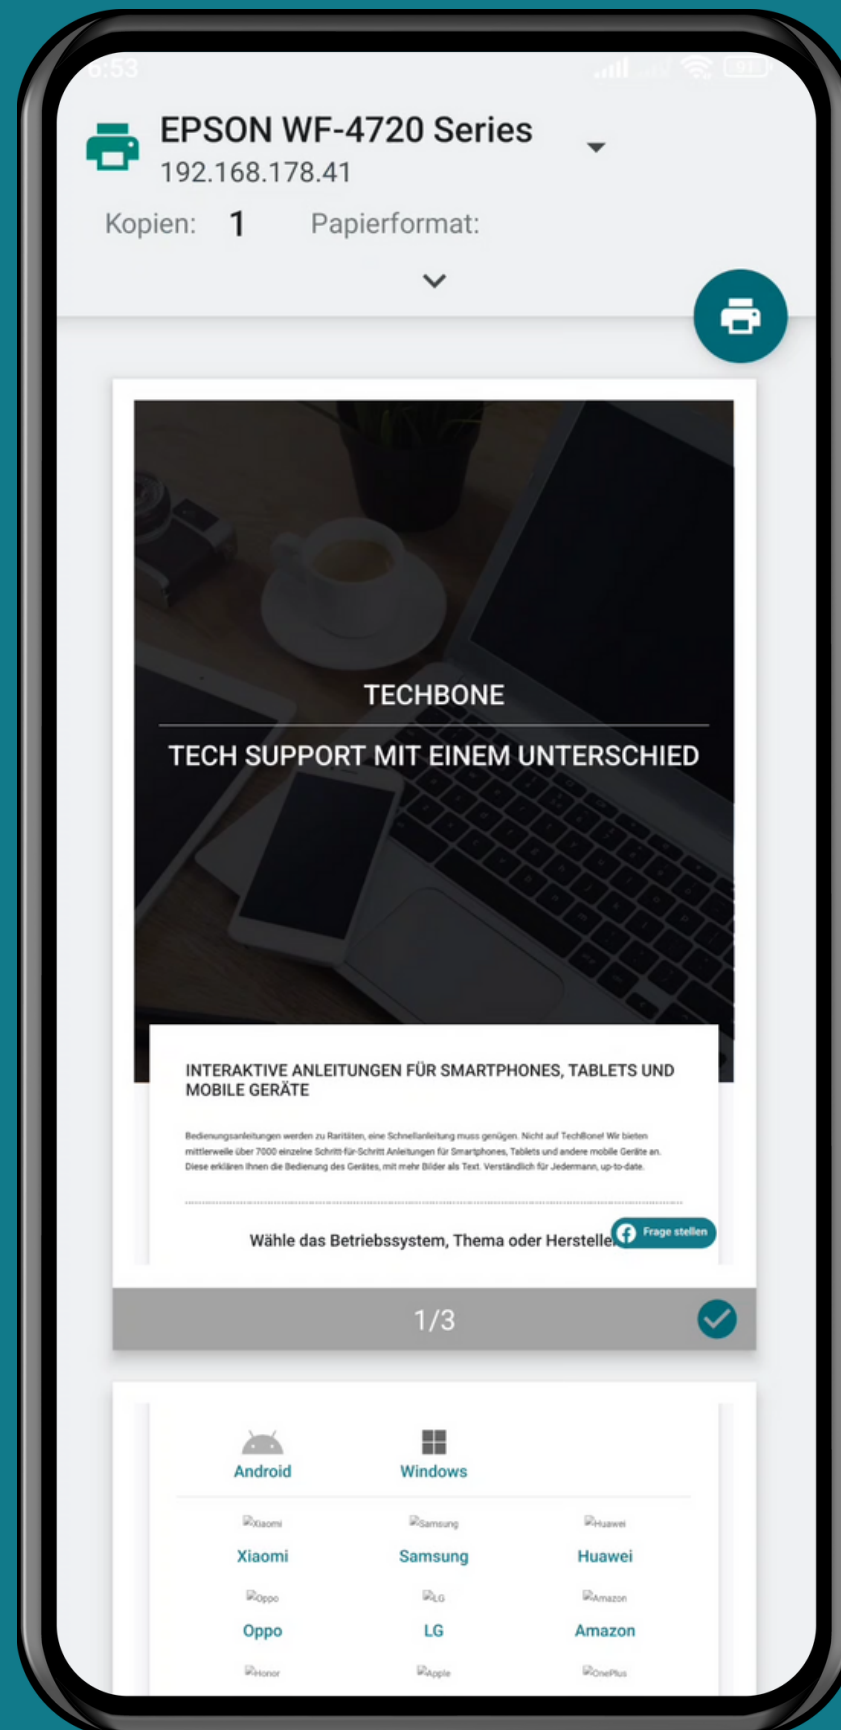 6:53
91
EPSON WF-4720 Series
192.168.178.41
Kopien: 1 Papierformat:
TECHBONE
TECH SUPPORT MIT EINEM UNTERSCHIED
INTERAKTIVE ANLEITUNGEN FÜR SMARTPHONES, TABLETS UND
MOBILE GERÄTE
Bedienungsanleitungen werden zu Raritäten, eine Schnellanleitung muss genügen. Nicht auf TechBone! Wir bieten
mittlerweile über 7000 einzelne Schritt-für-Schritt Anleitungen für Smartphones, Tablets und andere mobile Geräte an.
Diese erklären Ihnen die Bedienung des Gerätes, mit mehr Bilder als Text. Verständlich für Jedermann, up-to-date.
Wähle das Betriebssystem, Thema oder Herstelle
Frage stellen
1/3
Android Windows
Xiaomi Samsung Huawei
Xiaomi Samsung Huawei
Oppo LG Amazon
Oppo LG Amazon
Honor Apple OnePlus